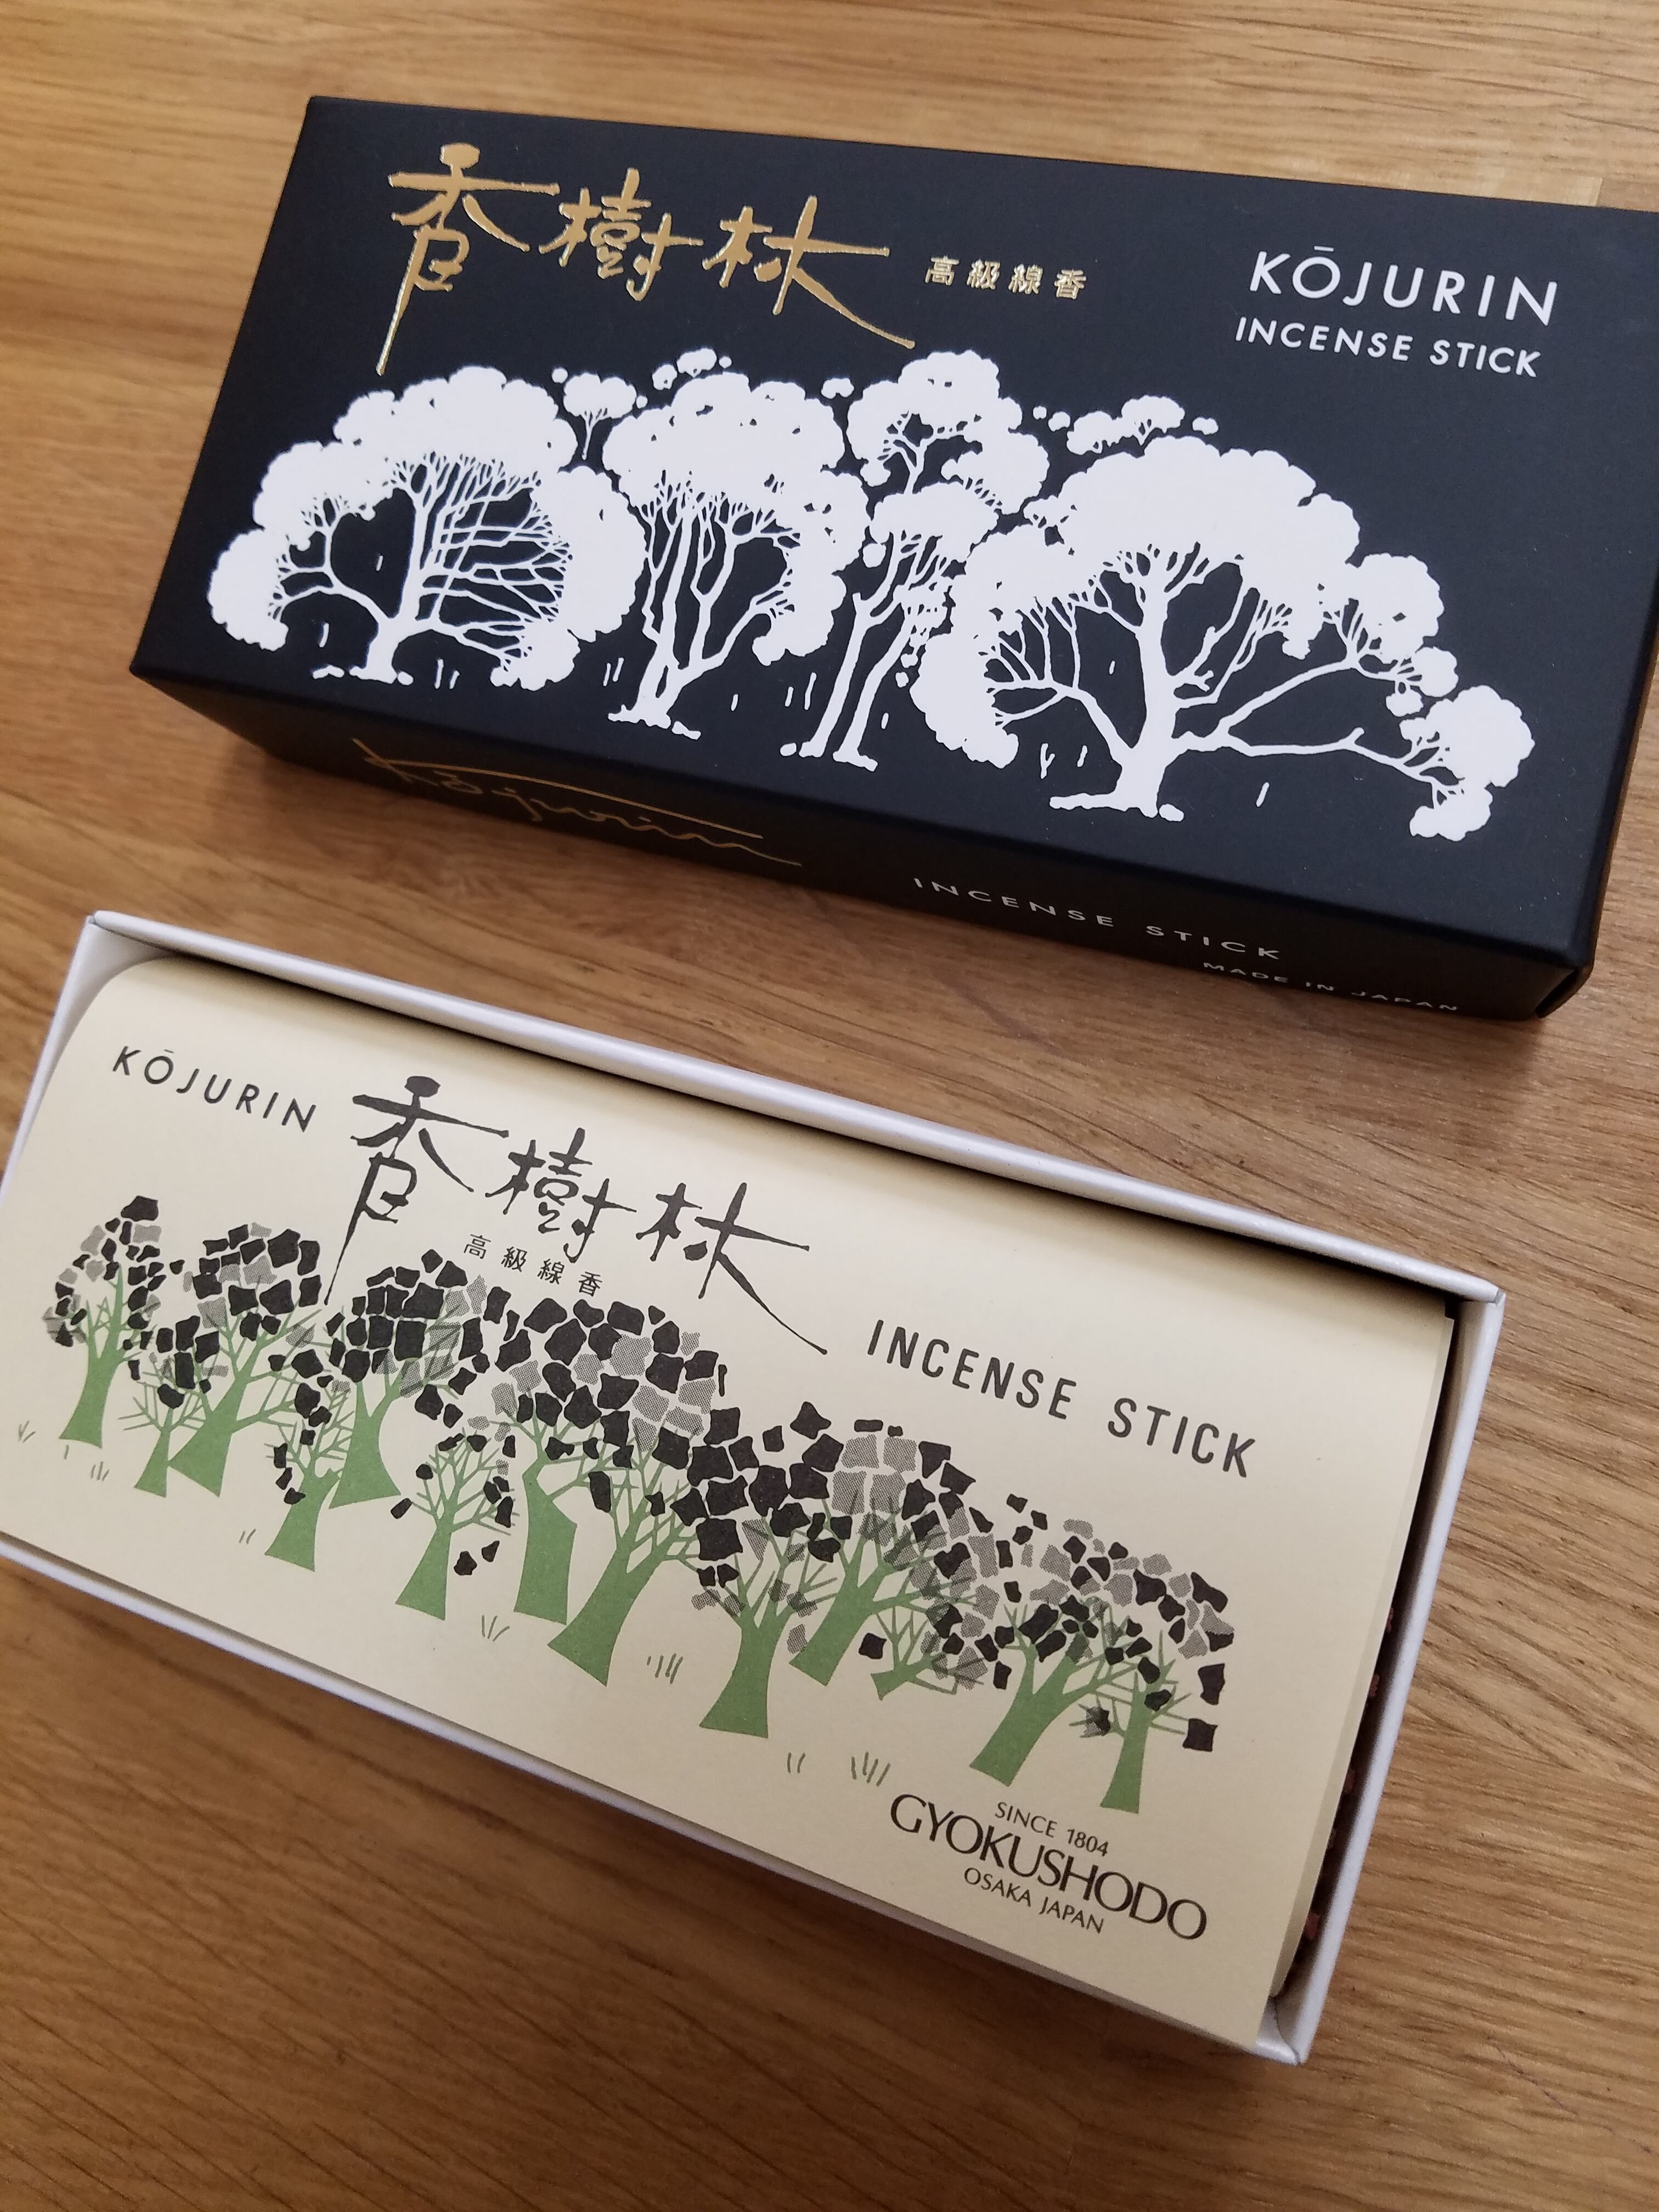 香樹林
高級線香
KŌJURIN
INCENSE STICK
Kōjurin
INCENSE STICK
MADE IN JAPAN
KŌJURIN
香樹林
高級線香
INCENSE STICK
SINCE 1804
GYOKUSHODO
OSAKA JAPAN